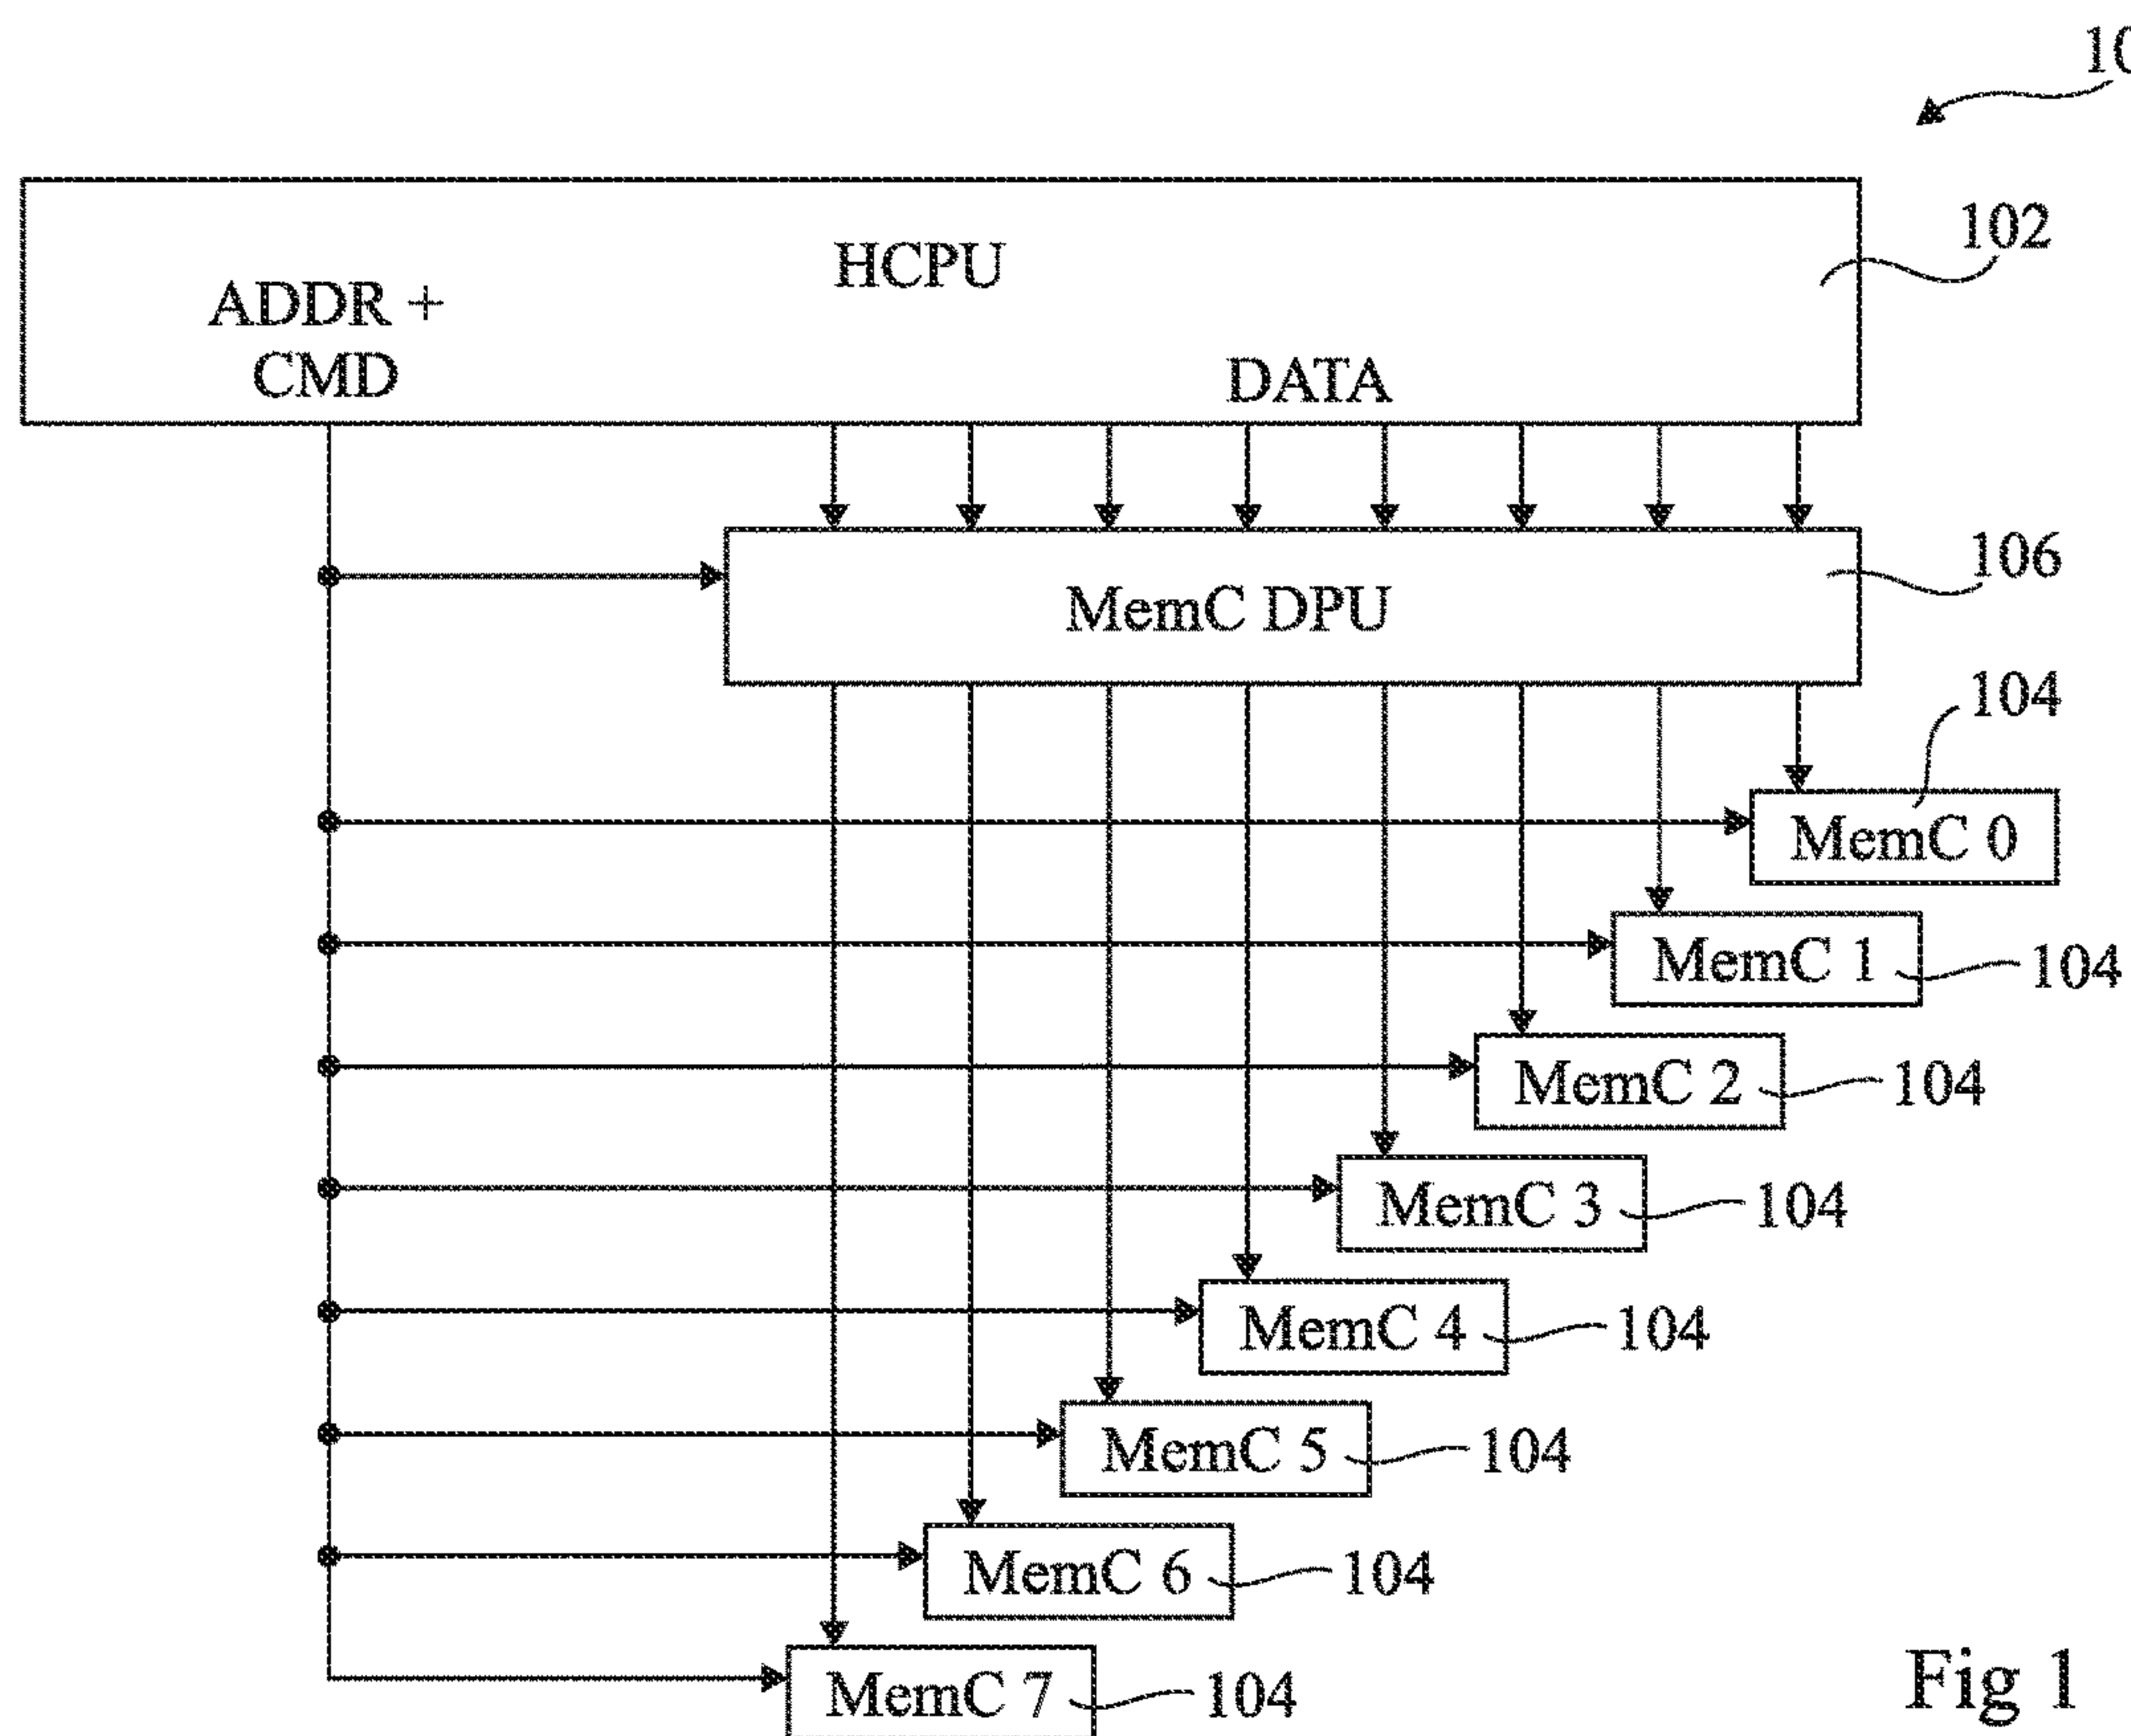 HCPU
102
ADDR +
CMD
DATA
106
MemC DPU
104
MemC 0
MemC 1 104
MemC 2 104
MemC 3 104
MemC 4 104
MemC 5 104
MemC 6 104
MemC 7 104
Fig 1